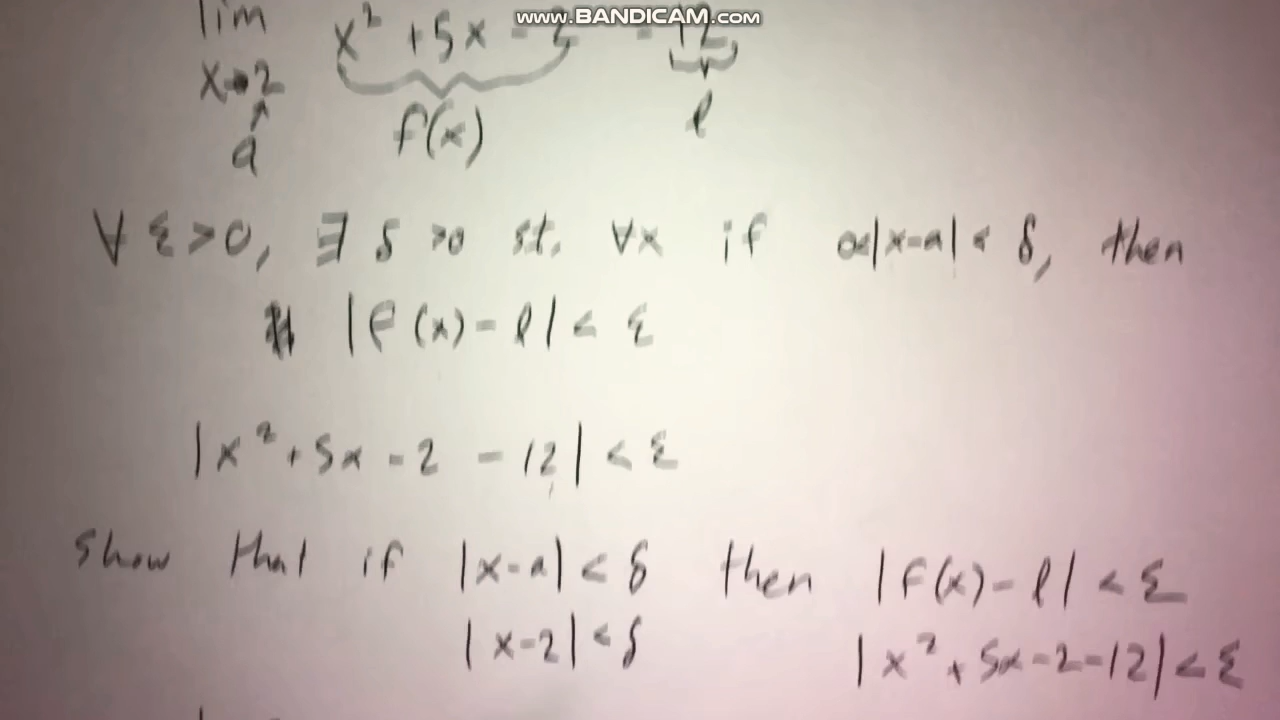 www.BANDICAM.com
lim x² + 5x - 2 = 12
x→2
f(x) l
a
∀ ε > 0, ∃ δ > 0 st. ∀x if 0<|x-a| < δ, then
|f(x) - l| < ε
|x² + 5x - 2 - 12| < ε
Show that if |x-a| < δ then |f(x) - l| < ε
|x-2| < δ |x² + 5x - 2 - 12| < ε